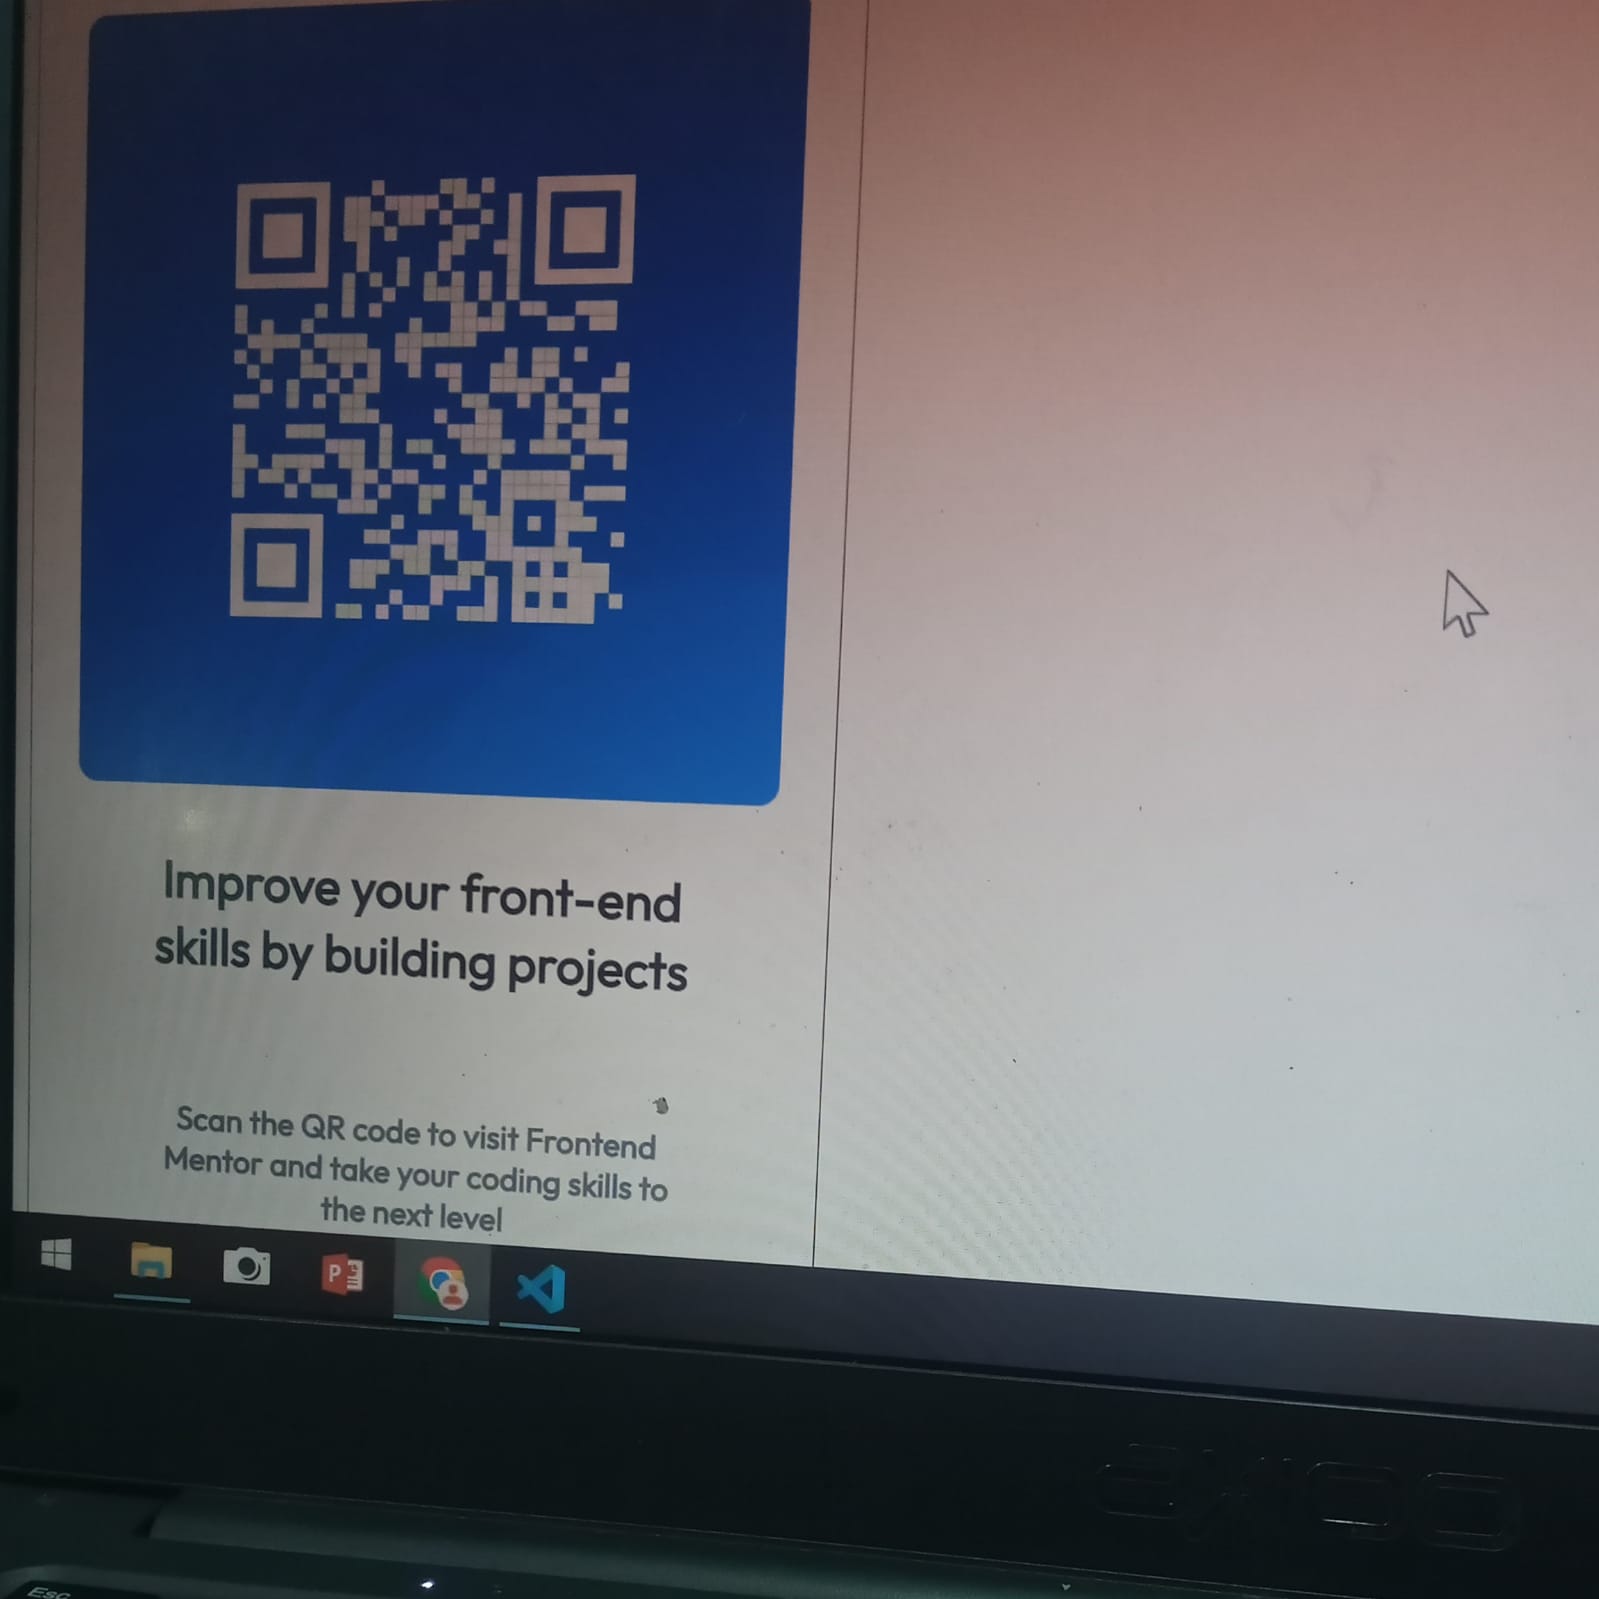 Improve your front-end
skills by building projects
Scan the QR code to visit Frontend
Mentor and take your coding skills to
the next level
P
Esc